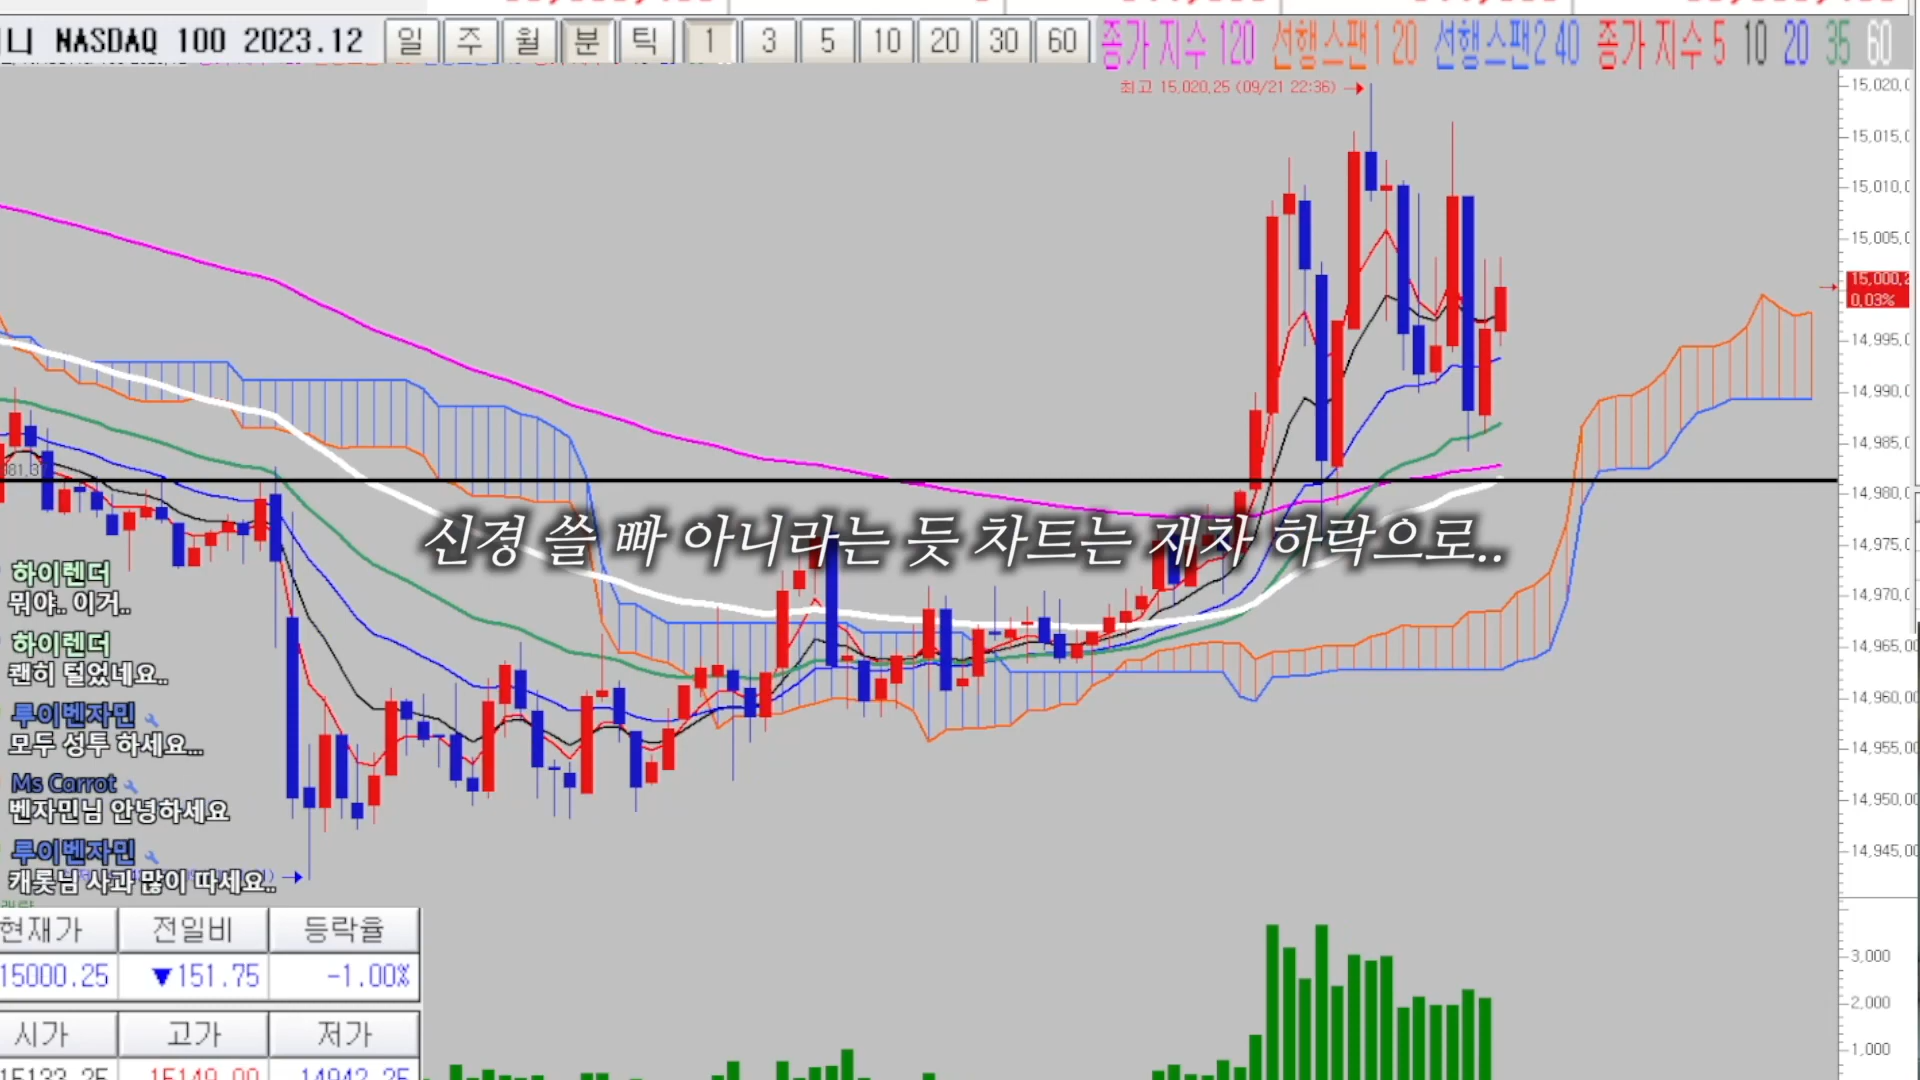 니 NASDAQ 100 2023.12 일 주 월 분 틱 1 3 5 10 20 30 60 종가 지수 120 선행스팬1 20 선행스팬2 40 종가 지수 5 10 20 35 60
최고 15,020.25 (09/21 22:36)
15,020.0
15,015.0
15,010.0
15,005.0
15,000.2
0.03%
14,995.0
14,990.0
14,985.0
14,980.0
14,975.0
14,970.0
14,965.0
14,960.0
14,955.0
14,950.00
14,945.00
신경 쓸 빠 아니라는 듯 차트는 재차 하락으로..
하이렌더
뭐야.. 이거..
하이렌더
괜히 털었네요..
루이벤자민
모두 성투 하세요...
Ms Carrot
벤자민님 안녕하세요
루이벤자민
캐롯님 사과 많이 따세요..
현재가 전일비 등락율
15000.25 ▼151.75 -1.00%
시가 고가 저가
15133.25 15149.00 14942.25
3,000
2,000
1,000